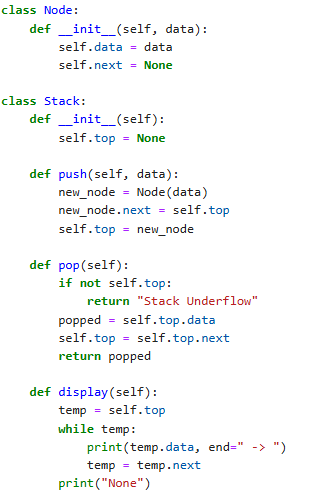 class Node:
    def __init__(self, data):
        self.data = data
        self.next = None

class Stack:
    def __init__(self):
        self.top = None

    def push(self, data):
        new_node = Node(data)
        new_node.next = self.top
        self.top = new_node

    def pop(self):
        if not self.top:
            return "Stack Underflow"
        popped = self.top.data
        self.top = self.top.next
        return popped

    def display(self):
        temp = self.top
        while temp:
            print(temp.data, end=" -> ")
            temp = temp.next
        print("None")